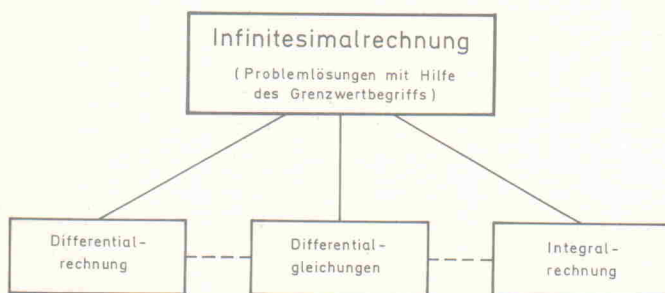 Infinitesimalrechnung
(Problemlösungen mit Hilfe
des Grenzwertbegriffs)
Differential-
rechnung
Differential-
gleichungen
Integral-
rechnung